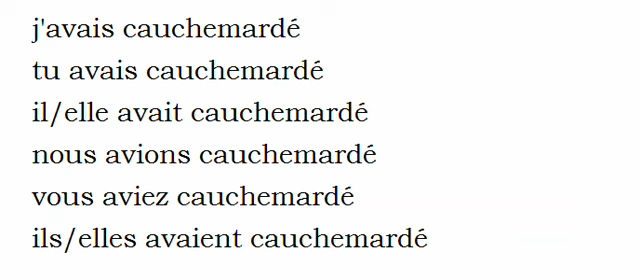 j'avais cauchemardé
tu avais cauchemardé
il/elle avait cauchemardé
nous avions cauchemardé
vous aviez cauchemardé
ils/elles avaient cauchemardé